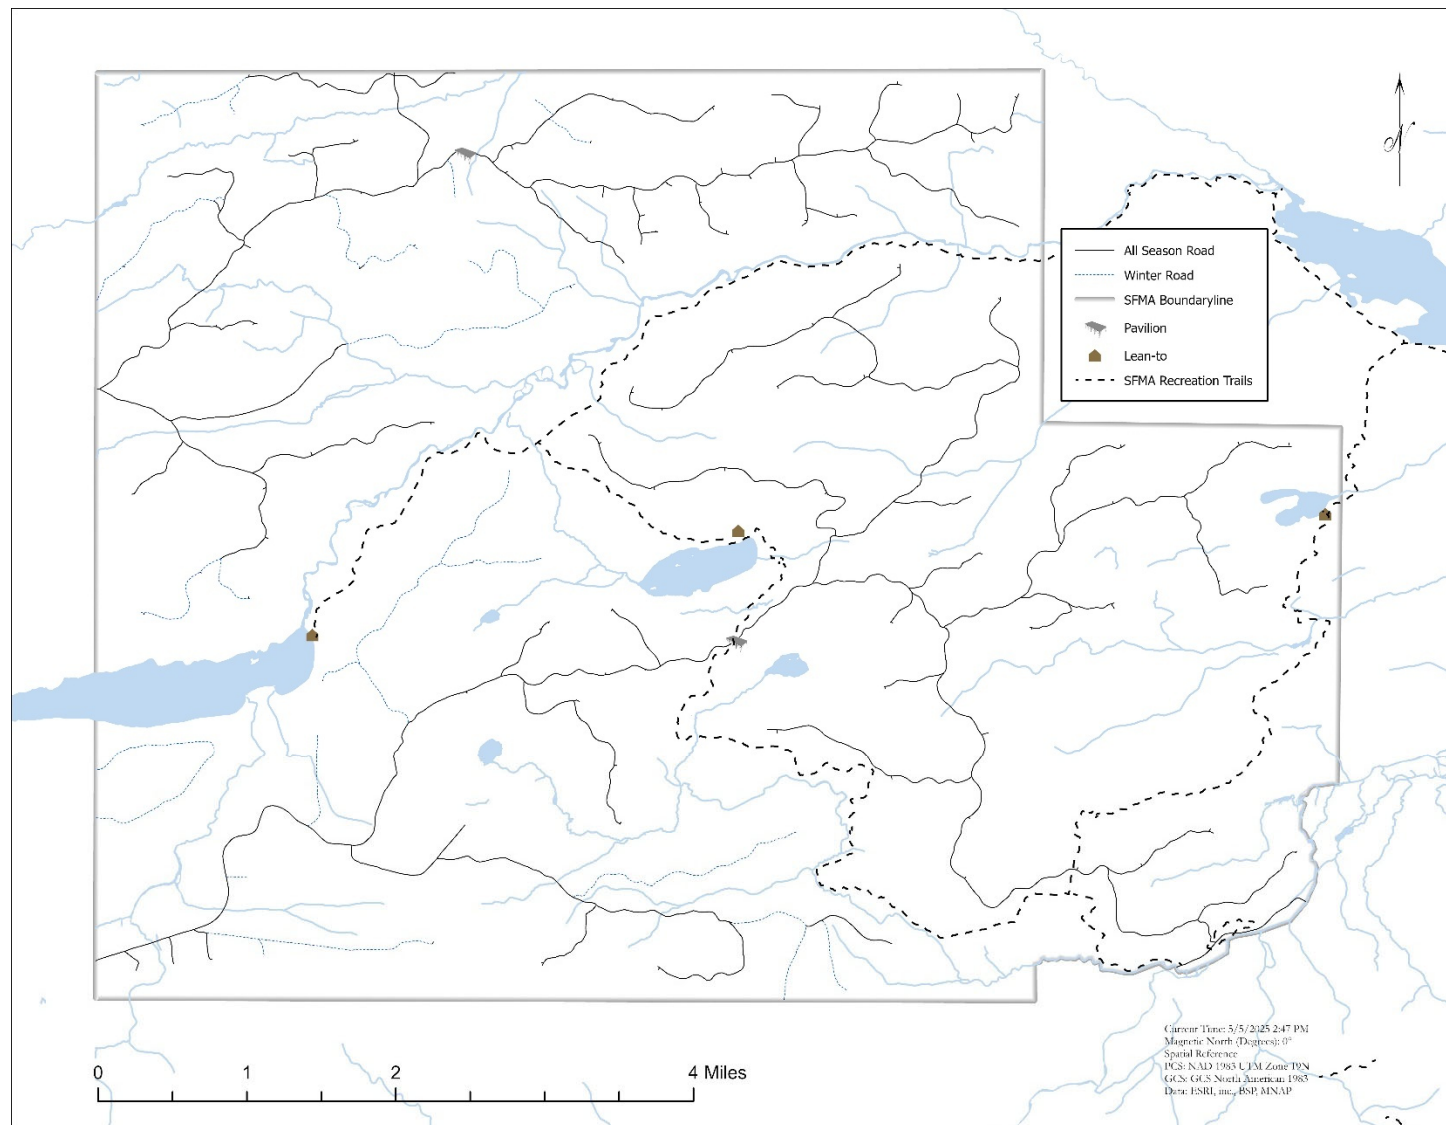 N
All Season Road
Winter Road
SFMA Boundaryline
Pavilion
Lean-to
SFMA Recreation Trails
Current Time: 5/5/2025 2:47 PM
Magnetic North (Degrees): 0°
Spatial Reference
PCS: NAD 1983 UTM Zone 19N
GCS: GCS North American 1983
Data: ESRI, inc., BSP, MNAP
0 1 2 4 Miles